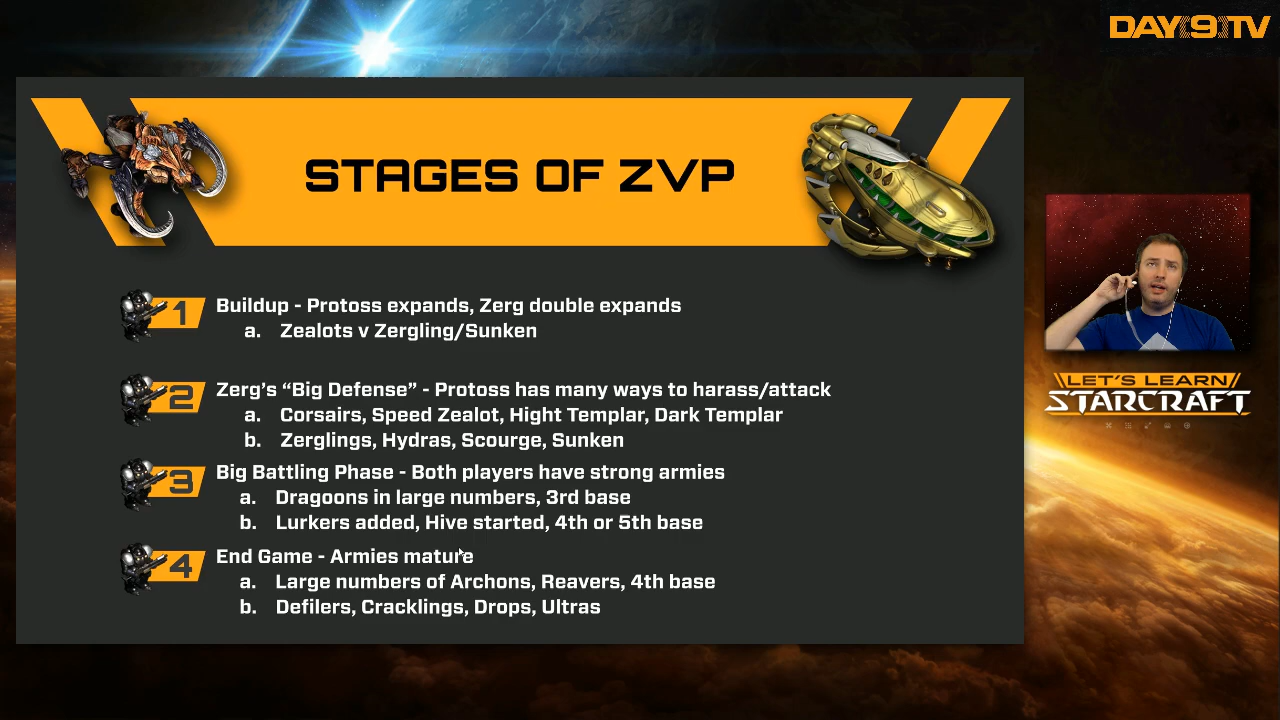 DAY[9]TV
STAGES OF ZVP
1 Buildup - Protoss expands, Zerg double expands
a. Zealots v Zergling/Sunken
2 Zerg's “Big Defense” - Protoss has many ways to harass/attack
a. Corsairs, Speed Zealot, Hight Templar, Dark Templar
b. Zerglings, Hydras, Scourge, Sunken
3 Big Battling Phase - Both players have strong armies
a. Dragoons in large numbers, 3rd base
b. Lurkers added, Hive started, 4th or 5th base
4 End Game - Armies mature
a. Large numbers of Archons, Reavers, 4th base
b. Defilers, Cracklings, Drops, Ultras
LET'S LEARN
STARCRAFT